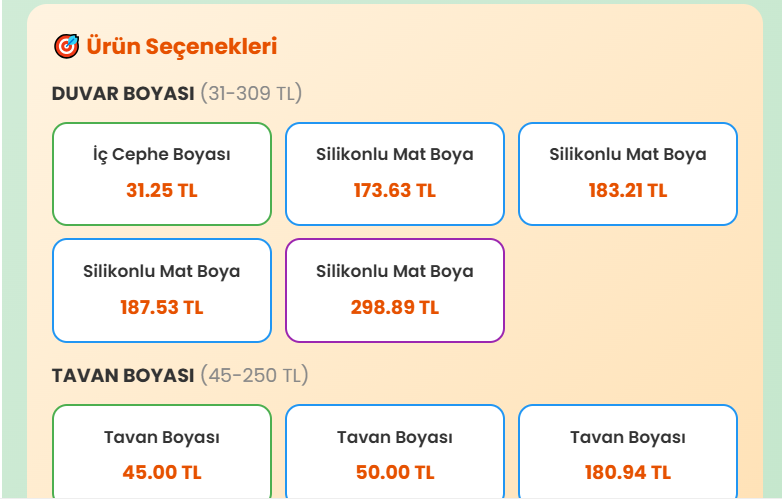 🎯 Ürün Seçenekleri
DUVAR BOYASI (31-309 TL)
İç Cephe Boyası
31.25 TL
Silikonlu Mat Boya
173.63 TL
Silikonlu Mat Boya
183.21 TL
Silikonlu Mat Boya
187.53 TL
Silikonlu Mat Boya
298.89 TL
TAVAN BOYASI (45-250 TL)
Tavan Boyası
45.00 TL
Tavan Boyası
50.00 TL
Tavan Boyası
180.94 TL